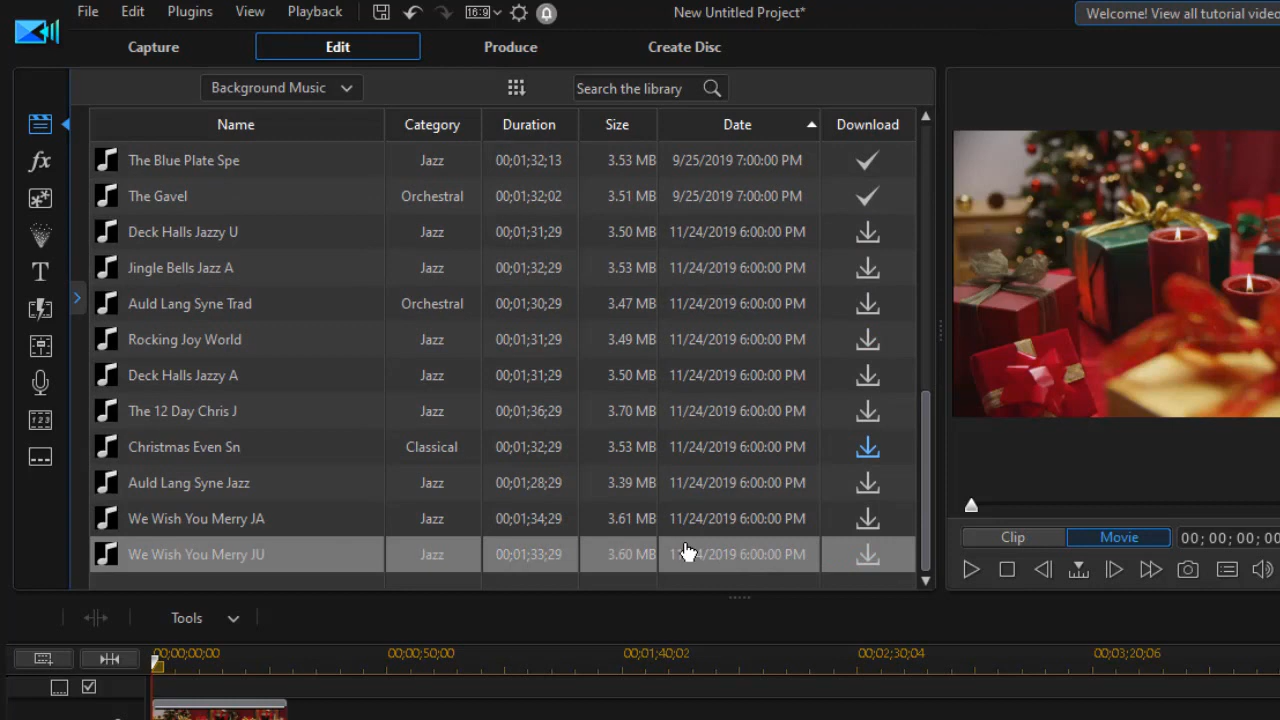 File Edit Plugins View Playback 16:9 New Untitled Project* Welcome! View all tutorial video
Capture Edit Produce Create Disc
Background Music Search the library
Name Category Duration Size Date Download
The Blue Plate Spe Jazz 00;01;32;13 3.53 MB 9/25/2019 7:00:00 PM
The Gavel Orchestral 00;01;32;02 3.51 MB 9/25/2019 7:00:00 PM
Deck Halls Jazzy U Jazz 00;01;31;29 3.50 MB 11/24/2019 6:00:00 PM
Jingle Bells Jazz A Jazz 00;01;32;29 3.53 MB 11/24/2019 6:00:00 PM
Auld Lang Syne Trad Orchestral 00;01;30;29 3.47 MB 11/24/2019 6:00:00 PM
Rocking Joy World Jazz 00;01;31;29 3.49 MB 11/24/2019 6:00:00 PM
Deck Halls Jazzy A Jazz 00;01;31;29 3.50 MB 11/24/2019 6:00:00 PM
The 12 Day Chris J Jazz 00;01;36;29 3.70 MB 11/24/2019 6:00:00 PM
Christmas Even Sn Classical 00;01;32;29 3.53 MB 11/24/2019 6:00:00 PM
Auld Lang Syne Jazz Jazz 00;01;28;29 3.39 MB 11/24/2019 6:00:00 PM
We Wish You Merry JA Jazz 00;01;34;29 3.61 MB 11/24/2019 6:00:00 PM
We Wish You Merry JU Jazz 00;01;33;29 3.60 MB 6:00:00 PM
Clip Movie 00; 00; 00; 00
Tools
00;00;00;00 00;00;50;00 00;01;40;02 00;02;30;04 00;03;20;06